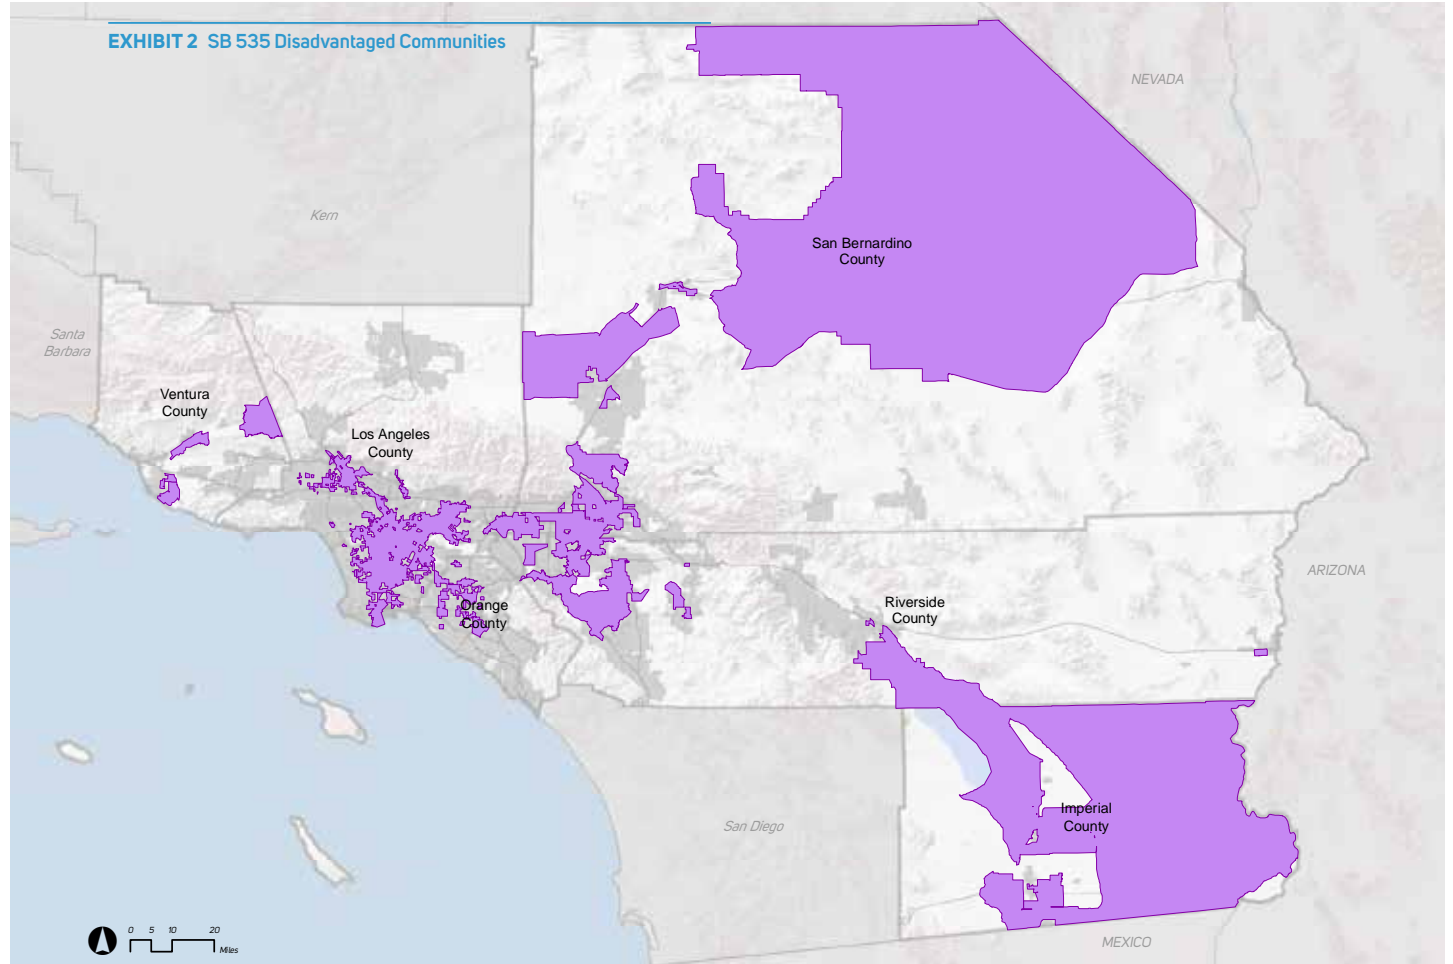 EXHIBIT 2 SB 535 Disadvantaged Communities
NEVADA
Kern
San Bernardino
County
Santa
Barbara
Ventura
County
Los Angeles
County
ARIZONA
Orange
County
Riverside
County
Imperial
County
San Diego
MEXICO
0 5 10 20
Miles